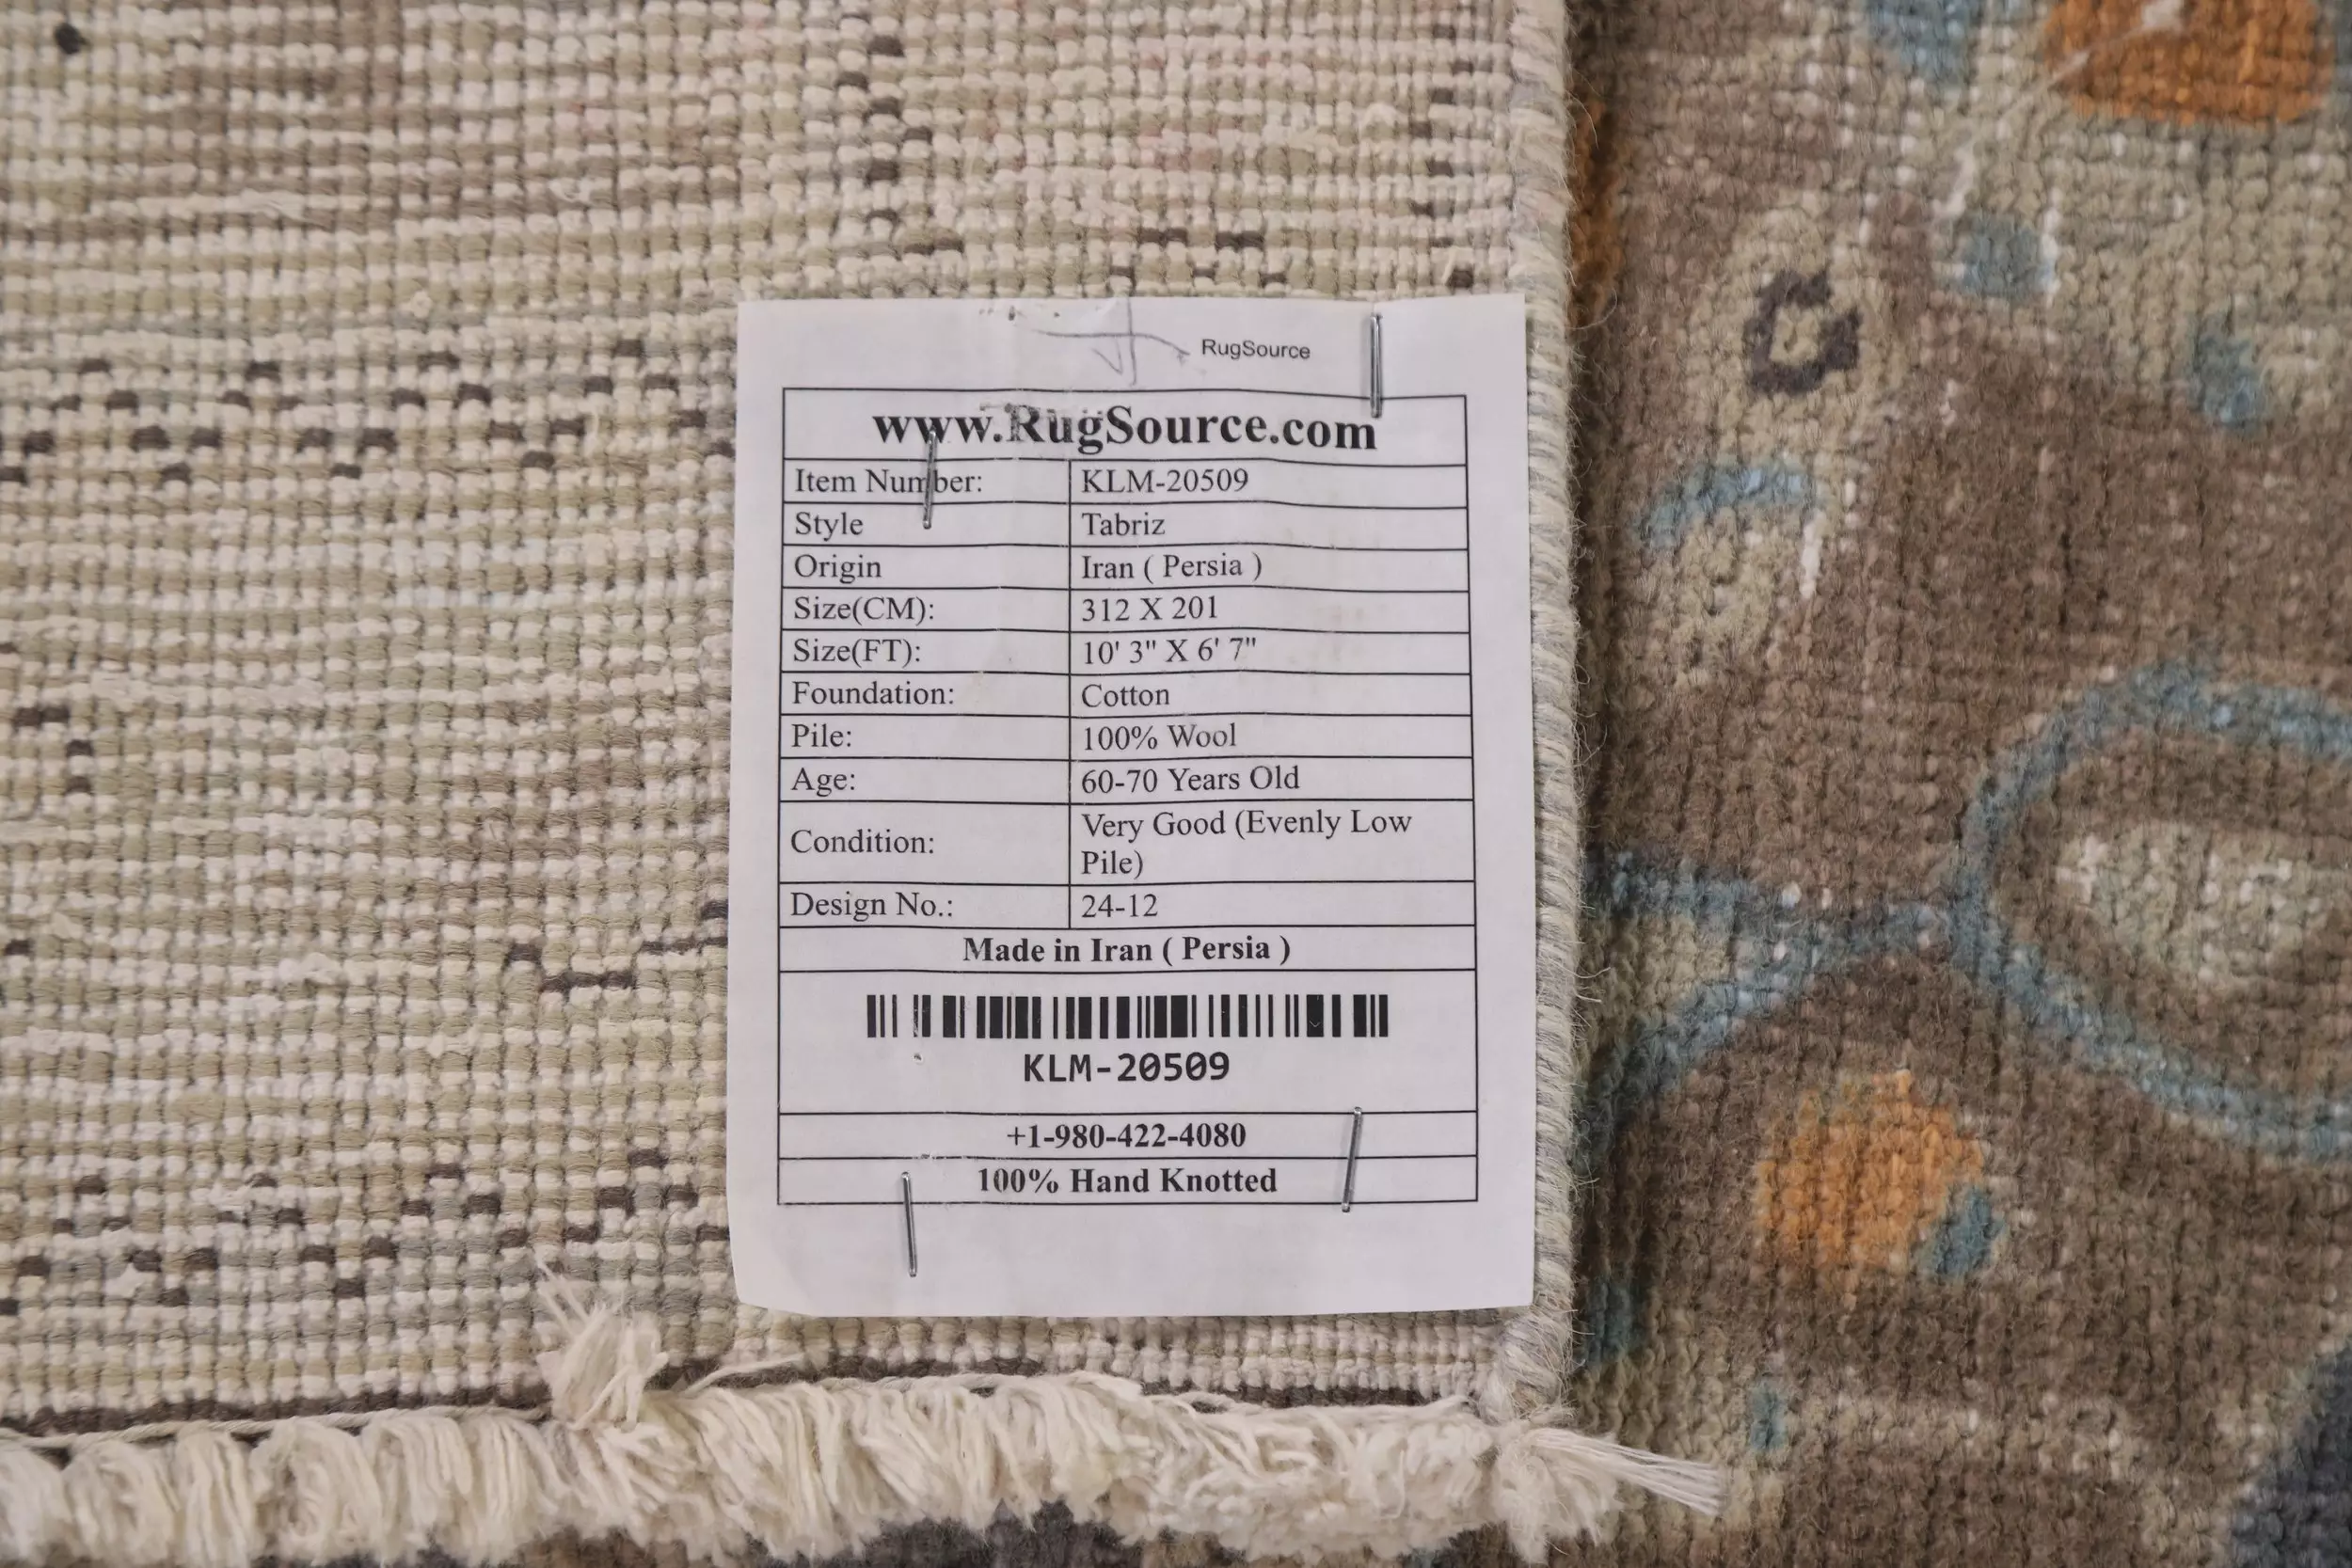 RugSource
www.RugSource.com
Item Number: KLM-20509
Style Tabriz
Origin Iran ( Persia )
Size(CM): 312 X 201
Size(FT): 10' 3" X 6' 7"
Foundation: Cotton
Pile: 100% Wool
Age: 60-70 Years Old
Condition: Very Good (Evenly Low
Pile)
Design No.: 24-12
Made in Iran ( Persia )
KLM-20509
+1-980-422-4080
100% Hand Knotted